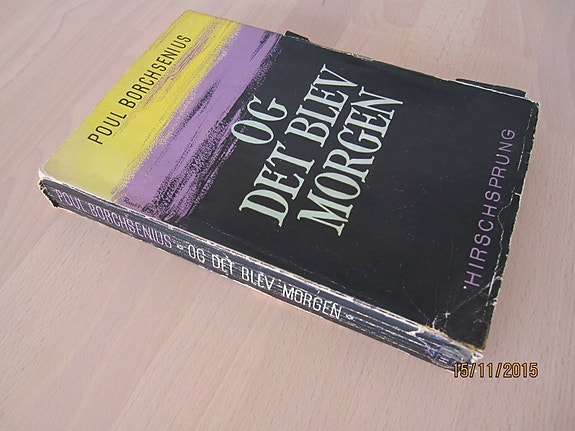 POUL BORCHSENIUS
OG
DET BLEV
MORGEN
HIRSCHSPRUNG
POUL BORCHSENIUS * OG DET BLEV MORGEN *
15/11/2015